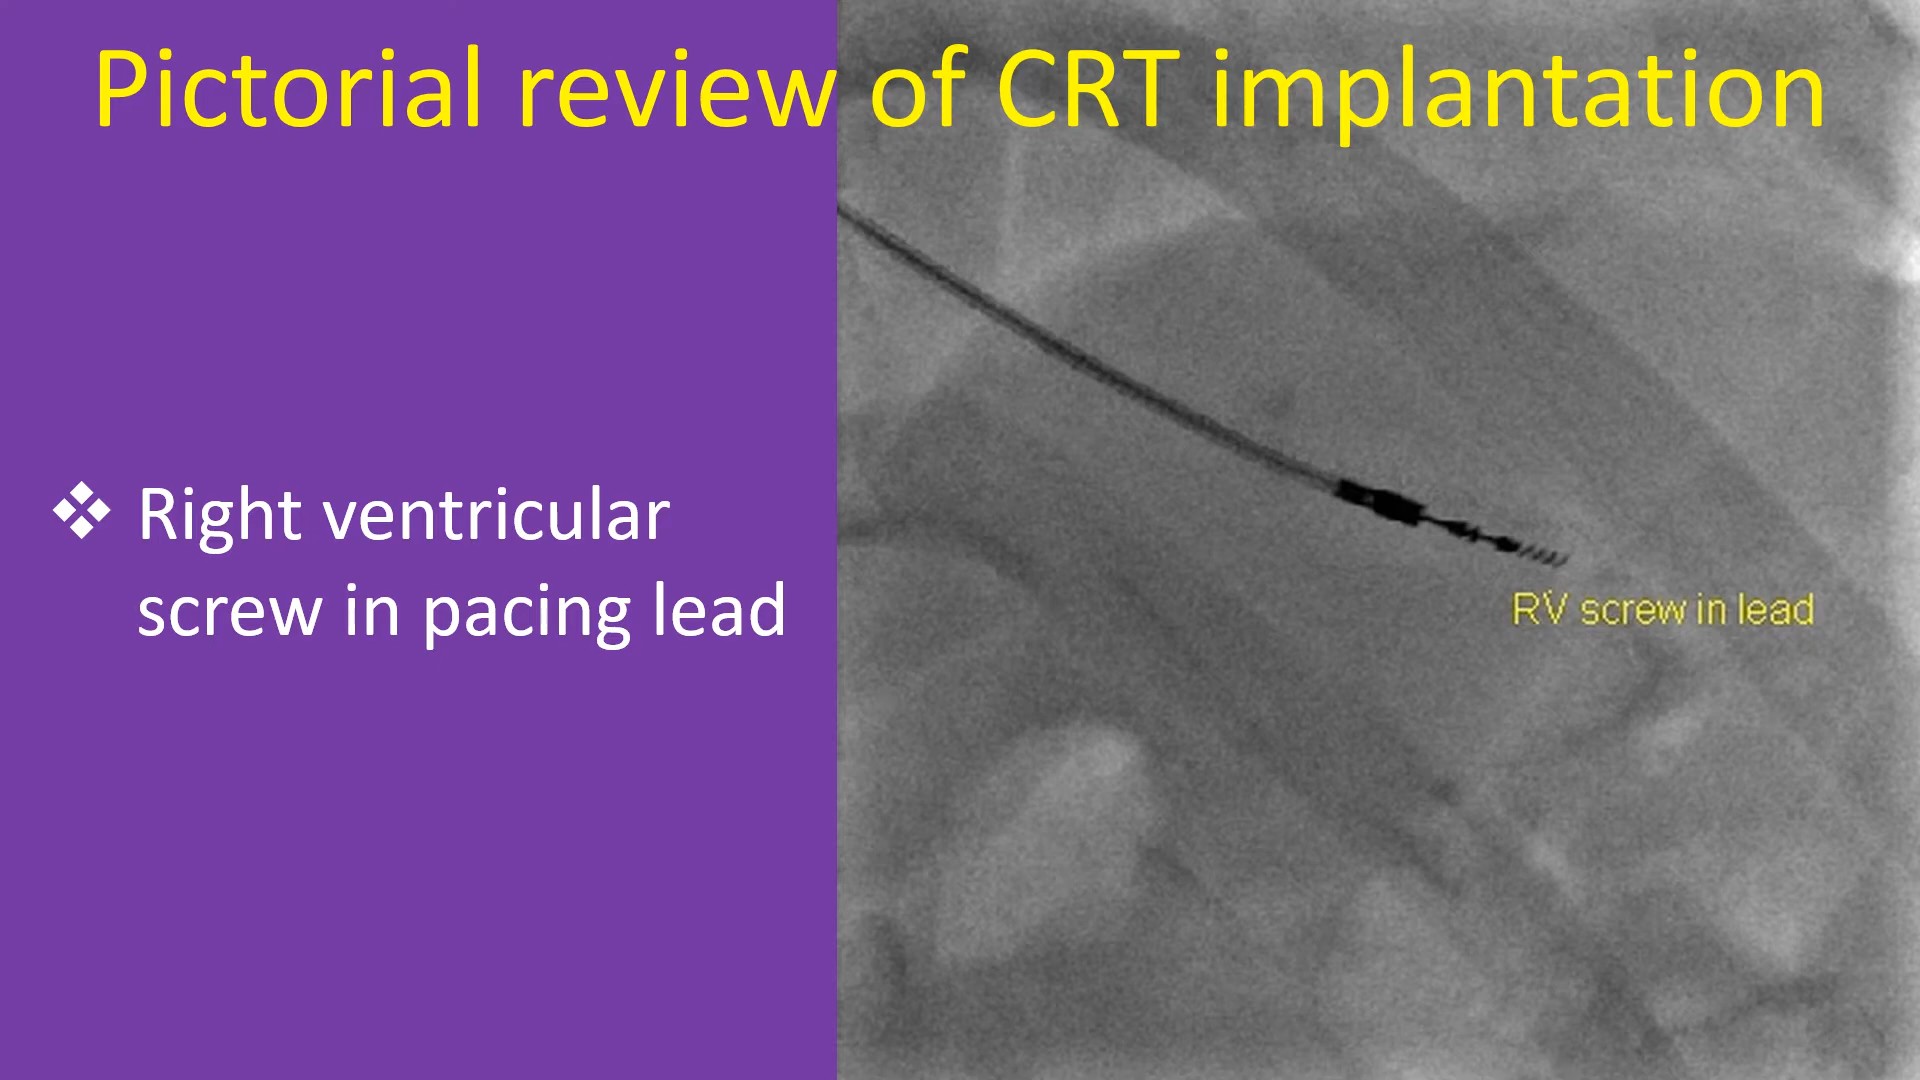 Pictorial review of CRT implantation
❖ Right ventricular
screw in pacing lead
RV screw in lead